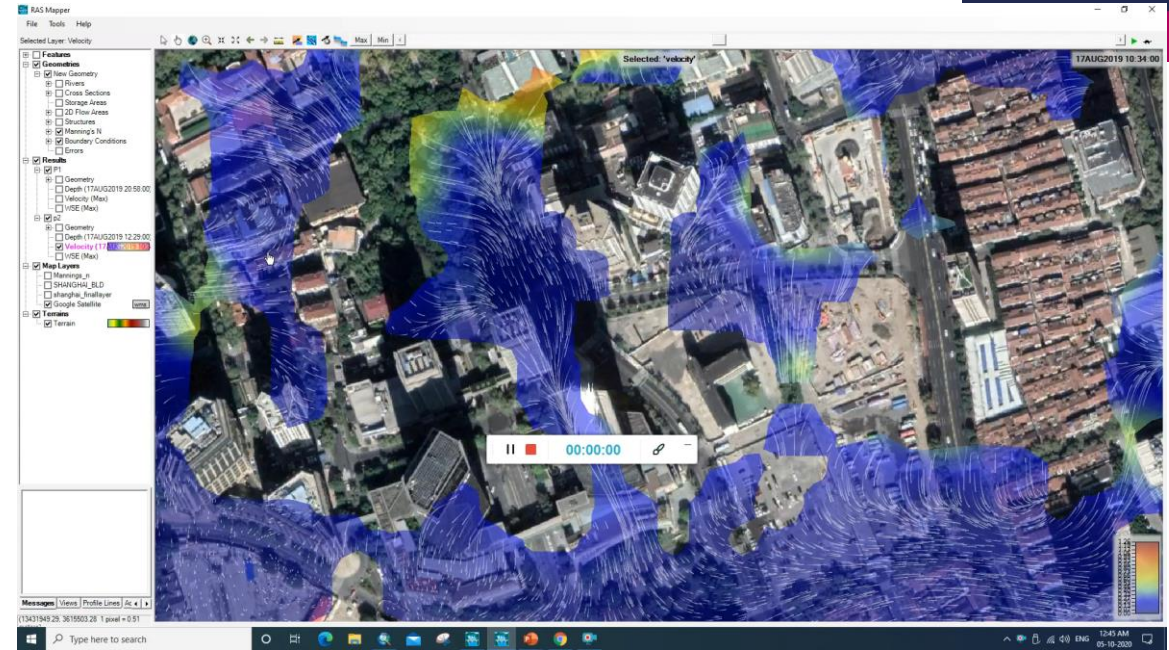 RAS Mapper
File Tools Help
Selected Layer: Velocity
Max Min
Features
Geometries
New Geometry
Rivers
Cross Sections
Storage Areas
2D Flow Areas
Structures
Manning's N
Boundary Conditions
Errors
Results
P1
Geometry
Depth (17AUG2019 20:58:00)
Velocity (Max)
WSE (Max)
p2
Geometry
Depth (17AUG2019 12:29:00)
Velocity (17
WSE (Max)
Map Layers
Mannings_n
SHANGHAI_BLD
shanghai_finallayer
Google Satellite
wms
Terrains
Terrain
Selected: 'velocity'
17AUG2019 10:34:00
00:00:00
Messages Views Profile Lines Ac
(13431949.29, 3615503.28 1 pixel = 0.51
Type here to search
ENG
12:45 AM
05-10-2020